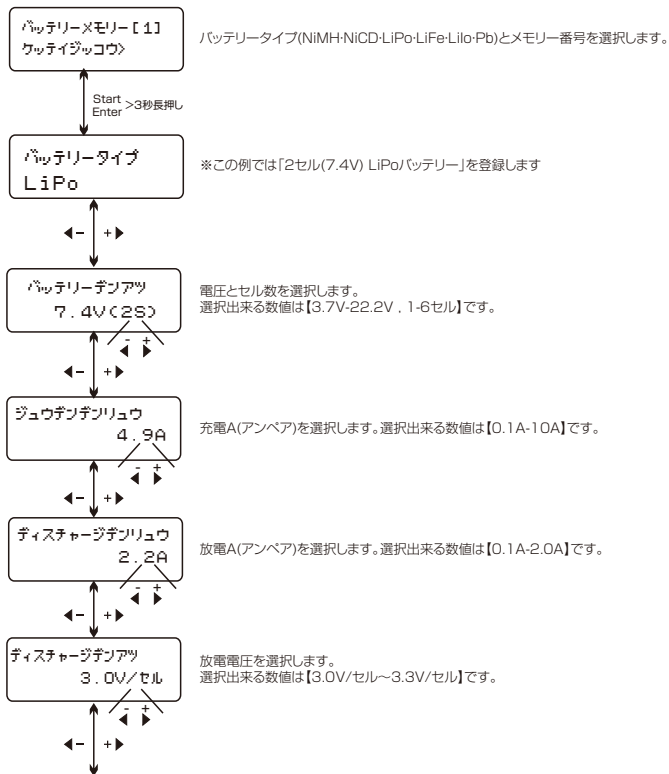 バッテリーメモリー[1]
ケッテイジッコウ>
バッテリータイプ(NiMH·NiCD·LiPo·LiFe·LiIo·Pb)とメモリー番号を選択します。
Start
Enter >3秒長押し
バッテリータイプ
LiPo
※この例では「2セル(7.4V) LiPoバッテリー」を登録します
◀− +▶
バッテリーデンアツ
7.4V(2S)
電圧とセル数を選択します。
選択出来る数値は【3.7V-22.2V , 1-6セル】です。
- +
◀ ▶
◀− +▶
ジュウデンデンリュウ
4.9A
充電A(アンペア)を選択します。選択出来る数値は【0.1A-10A】です。
- +
◀ ▶
◀− +▶
ディスチャージデンリュウ
2.2A
放電A(アンペア)を選択します。選択出来る数値は【0.1A-2.0A】です。
- +
◀ ▶
◀− +▶
ディスチャージデンアツ
3.0V/セル
放電電圧を選択します。
選択出来る数値は【3.0V/セル～3.3V/セル】です。
- +
◀ ▶
◀− +▶